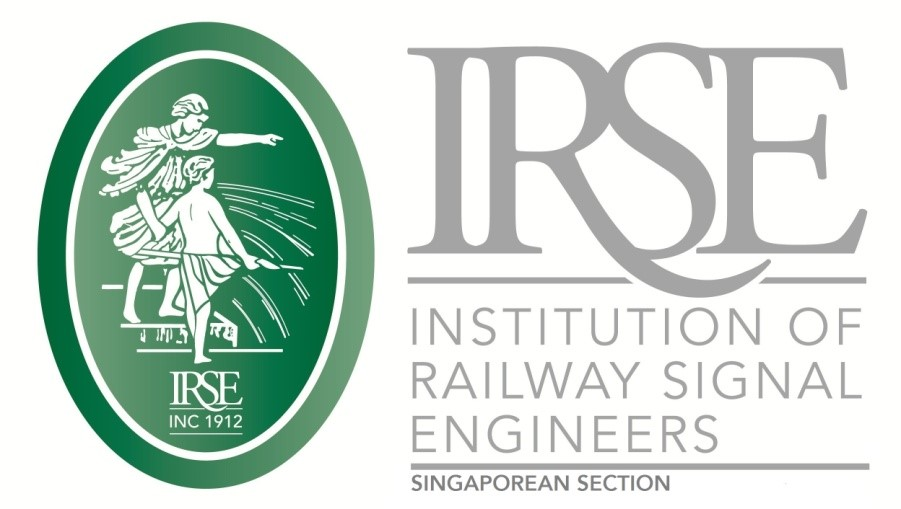 IRSE
INC 1912
IRSE
INSTITUTION OF
RAILWAY SIGNAL
ENGINEERS
SINGAPOREAN SECTION